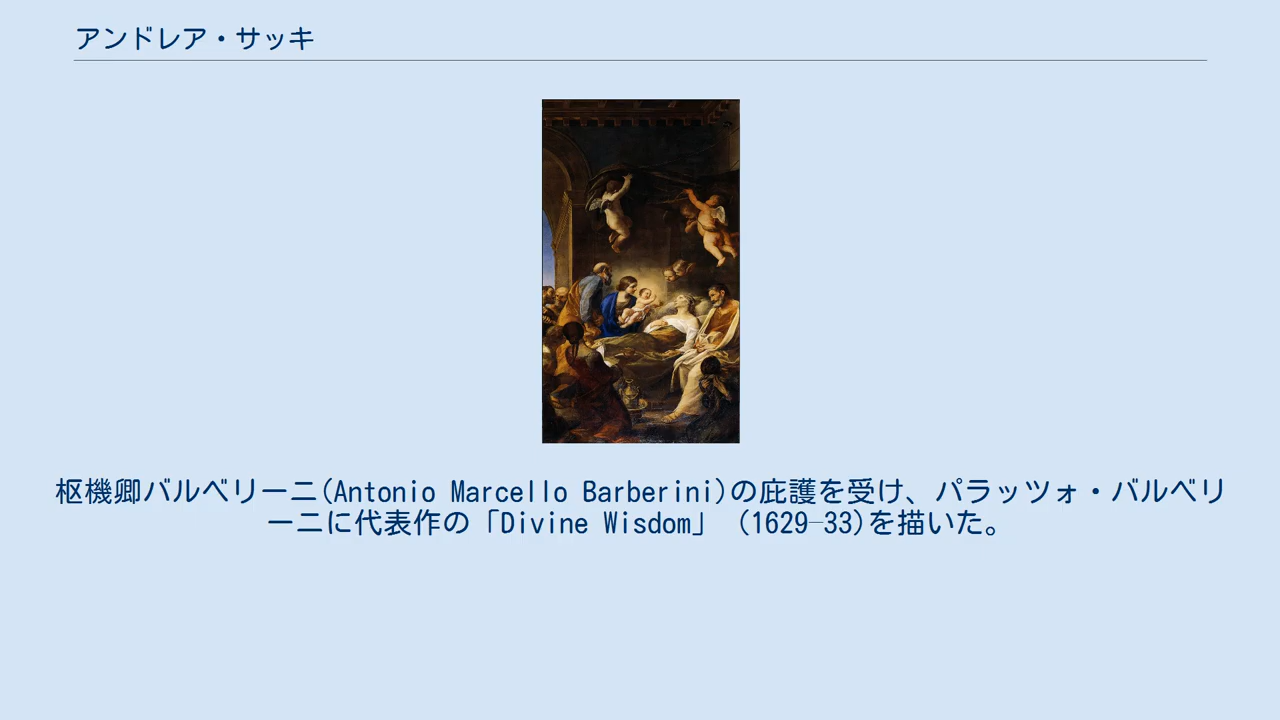 アンドレア・サッキ
枢機卿バルベリーニ(Antonio Marcello Barberini)の庇護を受け、パラッツォ・バルベリ
ーニに代表作の「Divine Wisdom」 (1629–33)を描いた。